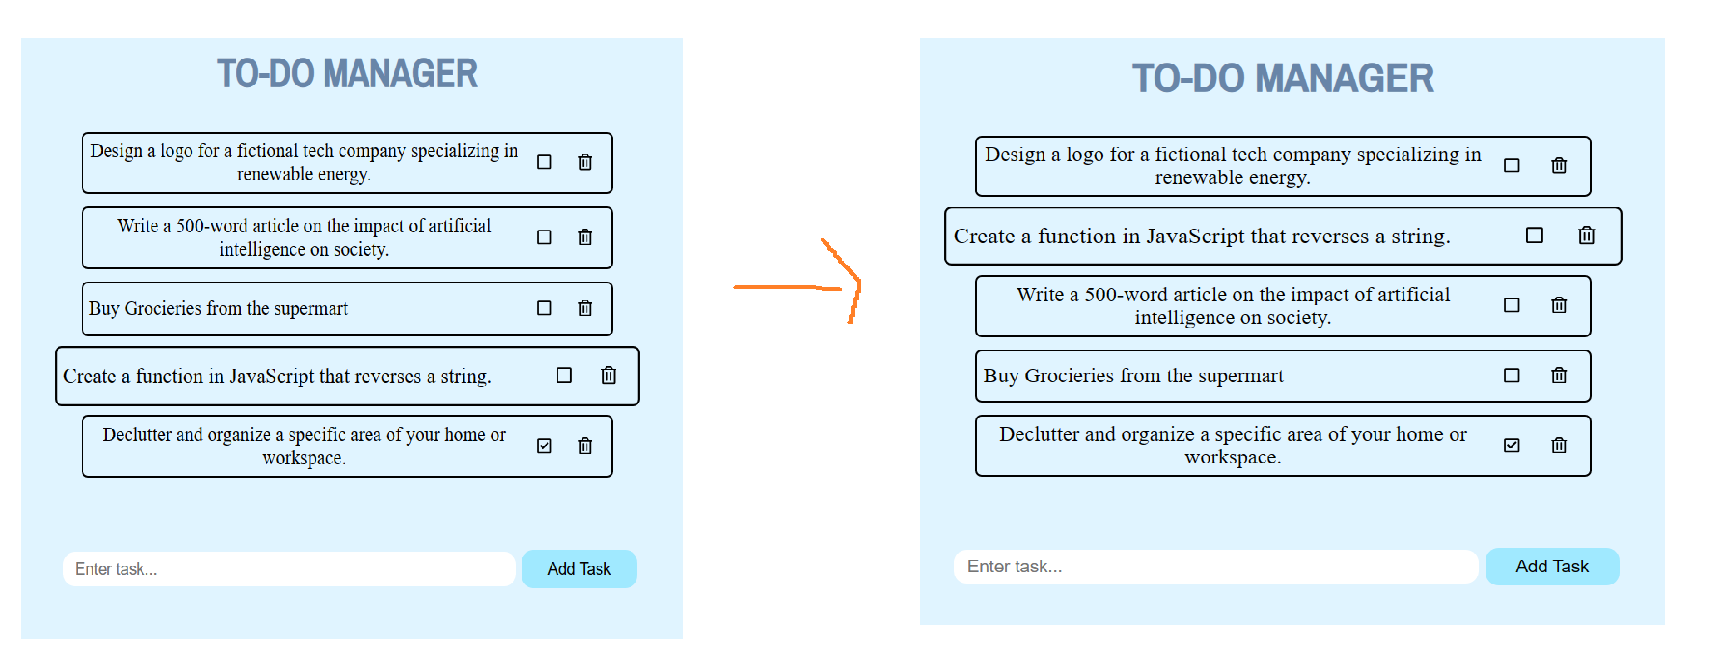 TO-DO MANAGER
Design a logo for a fictional tech company specializing in
renewable energy.
Write a 500-word article on the impact of artificial
intelligence on society.
Buy Grocieries from the supermart
Create a function in JavaScript that reverses a string.
Declutter and organize a specific area of your home or
workspace.
Enter task...
Add Task
TO-DO MANAGER
Design a logo for a fictional tech company specializing in
renewable energy.
Create a function in JavaScript that reverses a string.
Write a 500-word article on the impact of artificial
intelligence on society.
Buy Grocieries from the supermart
Declutter and organize a specific area of your home or
workspace.
Enter task...
Add Task